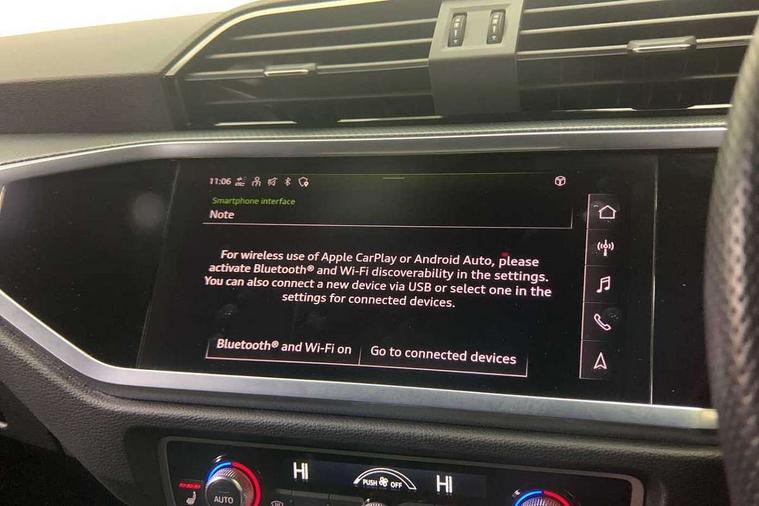 11:06
Smartphone interface
Note
For wireless use of Apple CarPlay or Android Auto, please
activate Bluetooth® and Wi-Fi discoverability in the settings.
You can also connect a new device via USB or select one in the
settings for connected devices.
Bluetooth® and Wi-Fi on
Go to connected devices
HI
PUSH OFF
HI
AUTO